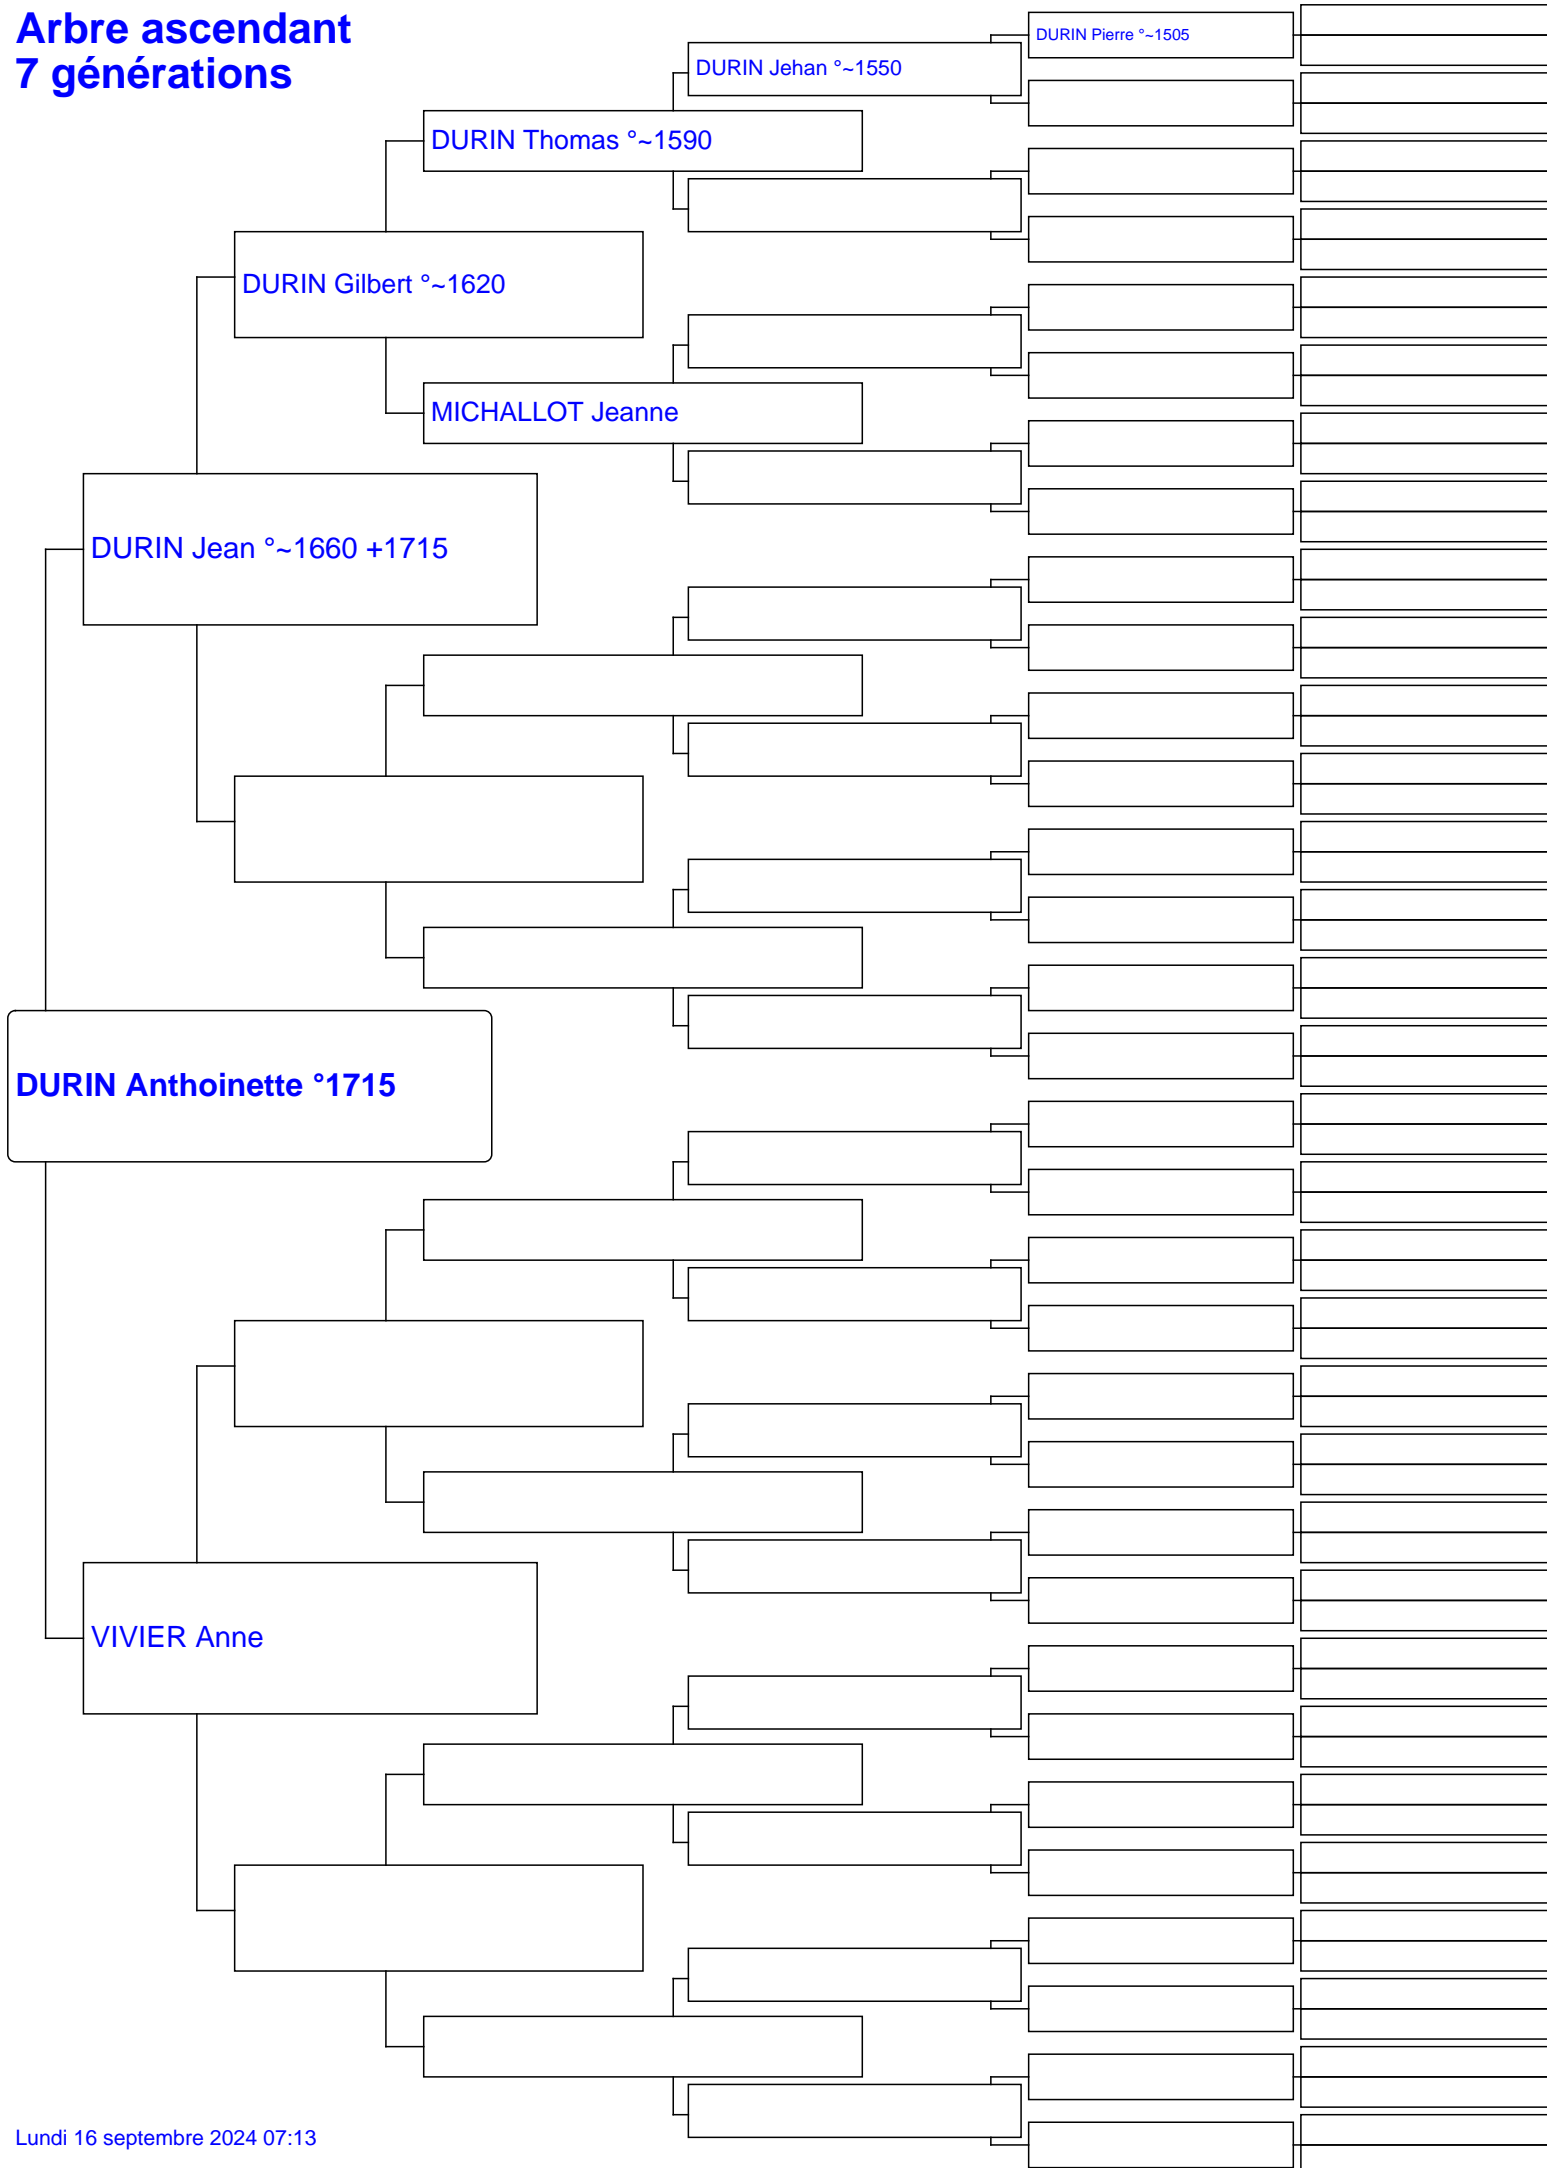 Arbre ascendant
7 générations
DURIN Pierre °~1505
DURIN Jehan °~1550
DURIN Thomas °~1590
DURIN Gilbert °~1620
MICHALLOT Jeanne
DURIN Jean °~1660 +1715
DURIN Anthoinette °1715
VIVIER Anne
Lundi 16 septembre 2024 07:13